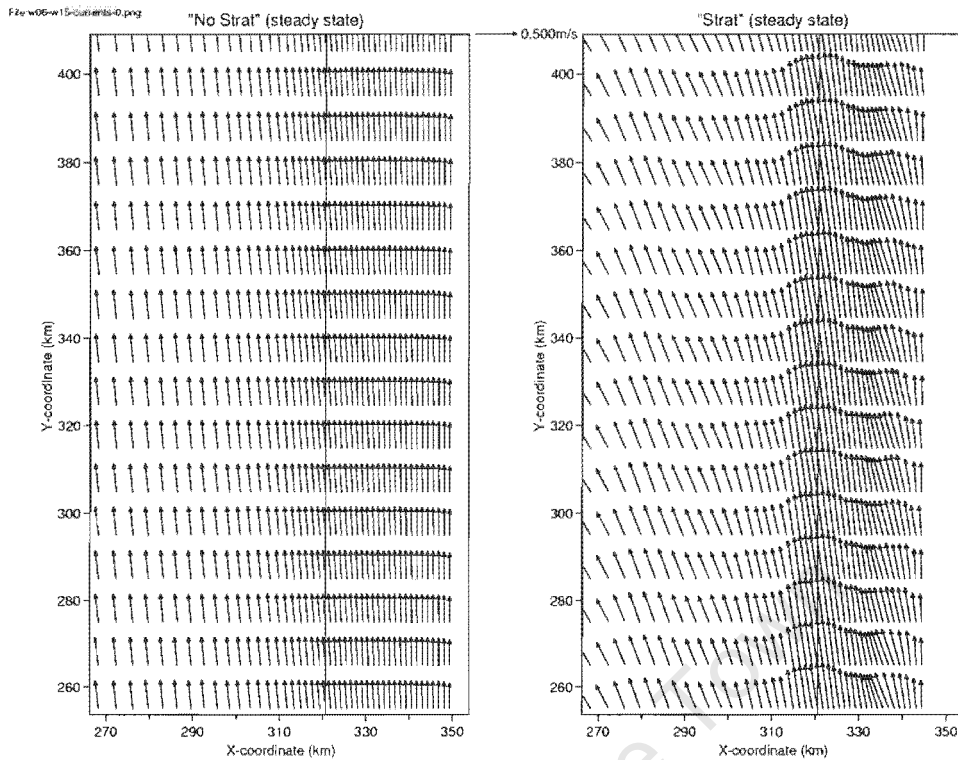 "No Strat" (steady state)
0.500m/s
"Strat" (steady state)
400
380
360
340
320
300
280
260
Y-coordinate (km)
270 290 310 330 350
X-coordinate (km)
400
380
360
340
320
300
280
260
Y-coordinate (km)
270 290 310 330 350
X-coordinate (km)
e Tow